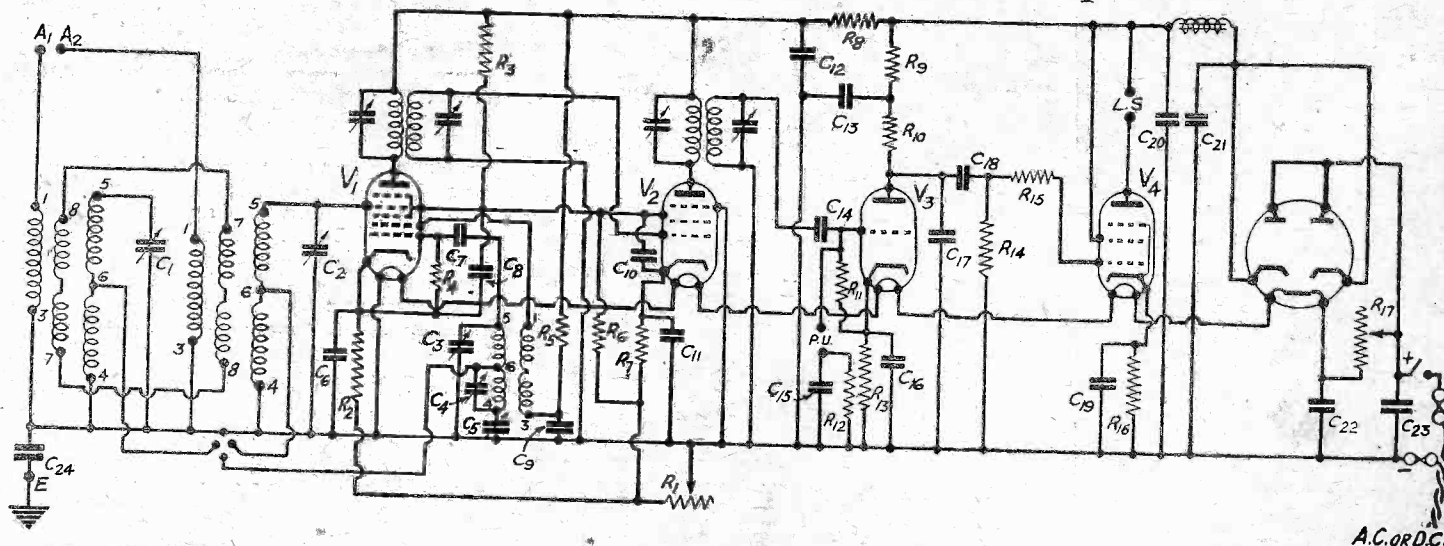 A1 A2
R3
R8
C12
R9
C13
R10
L.S
C20
C21
1
8
5
7
5
V1
V2
C14
V3
C18
R15
V4
C1
1
C2
C7
R4
C8
C10
R11
C17
R14
6
6
3
3
5
1
R5
R6
R7
C11
P.U.
C16
R17
C3
6
7
4
8
4
C6
R2
C4
4
C5
3
C9
C15
R12
R13
C19
R16
C22
C23
+
-
C24
E
R1
A.C. OR D.C.